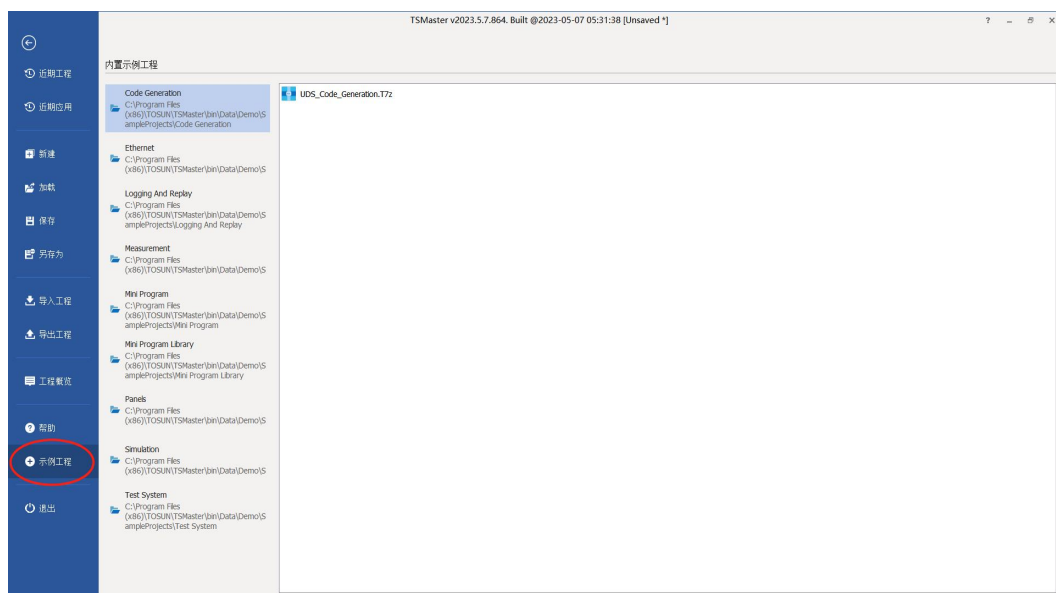 TSMaster v2023.5.7.864. Built @2023-05-07 05:31:38 [Unsaved *]
近期工程
近期应用
新建
加载
保存
另存为
导入工程
导出工程
工程概览
帮助
示例工程
退出
内置示例工程
Code Generation
C:\Program Files
(x86)\TOSUN\TSMaster\bin\Data\Demo\S
ampleProjects\Code Generation
Ethernet
C:\Program Files
(x86)\TOSUN\TSMaster\bin\Data\Demo\S
Logging And Replay
C:\Program Files
(x86)\TOSUN\TSMaster\bin\Data\Demo\S
ampleProjects\Logging And Replay
Measurement
C:\Program Files
(x86)\TOSUN\TSMaster\bin\Data\Demo\S
Mini Program
C:\Program Files
(x86)\TOSUN\TSMaster\bin\Data\Demo\S
ampleProjects\Mini Program
Mini Program Library
C:\Program Files
(x86)\TOSUN\TSMaster\bin\Data\Demo\S
ampleProjects\Mini Program Library
Panels
C:\Program Files
(x86)\TOSUN\TSMaster\bin\Data\Demo\S
Simulation
C:\Program Files
(x86)\TOSUN\TSMaster\bin\Data\Demo\S
Test System
C:\Program Files
(x86)\TOSUN\TSMaster\bin\Data\Demo\S
ampleProjects\Test System
UDS_Code_Generation.T7z